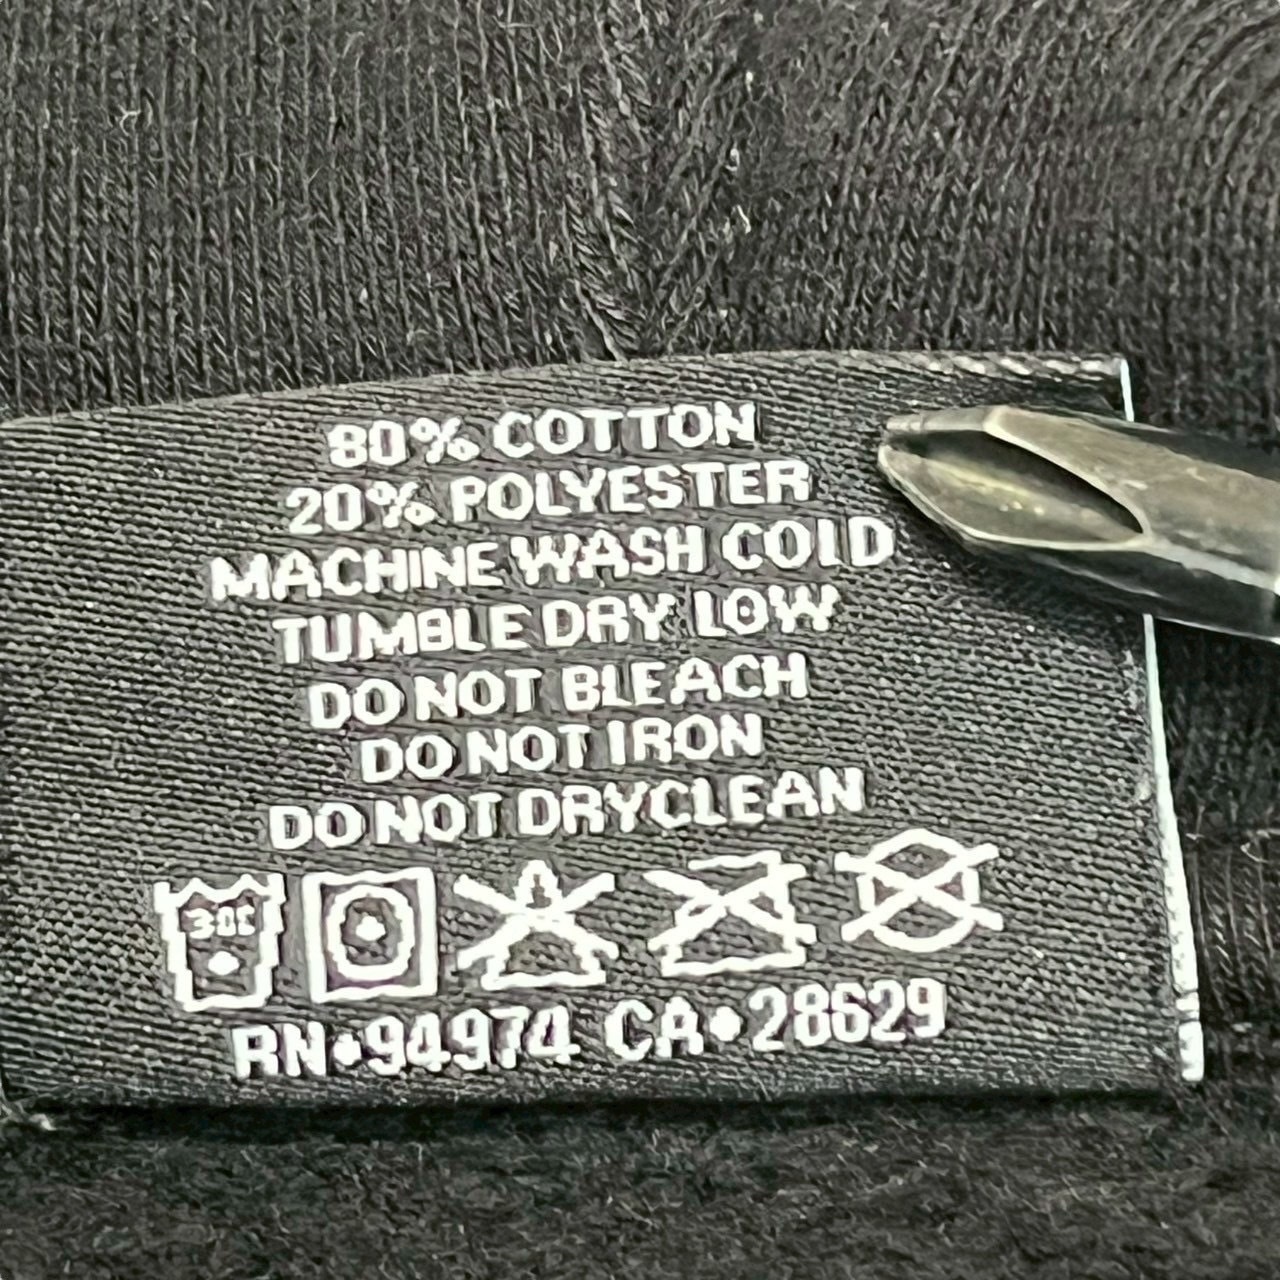 80% COTTON
20% POLYESTER
MACHINE WASH COLD
TUMBLE DRY LOW
DO NOT BLEACH
DO NOT IRON
DO NOT DRYCLEAN
30C
RN•94974 CA•28629